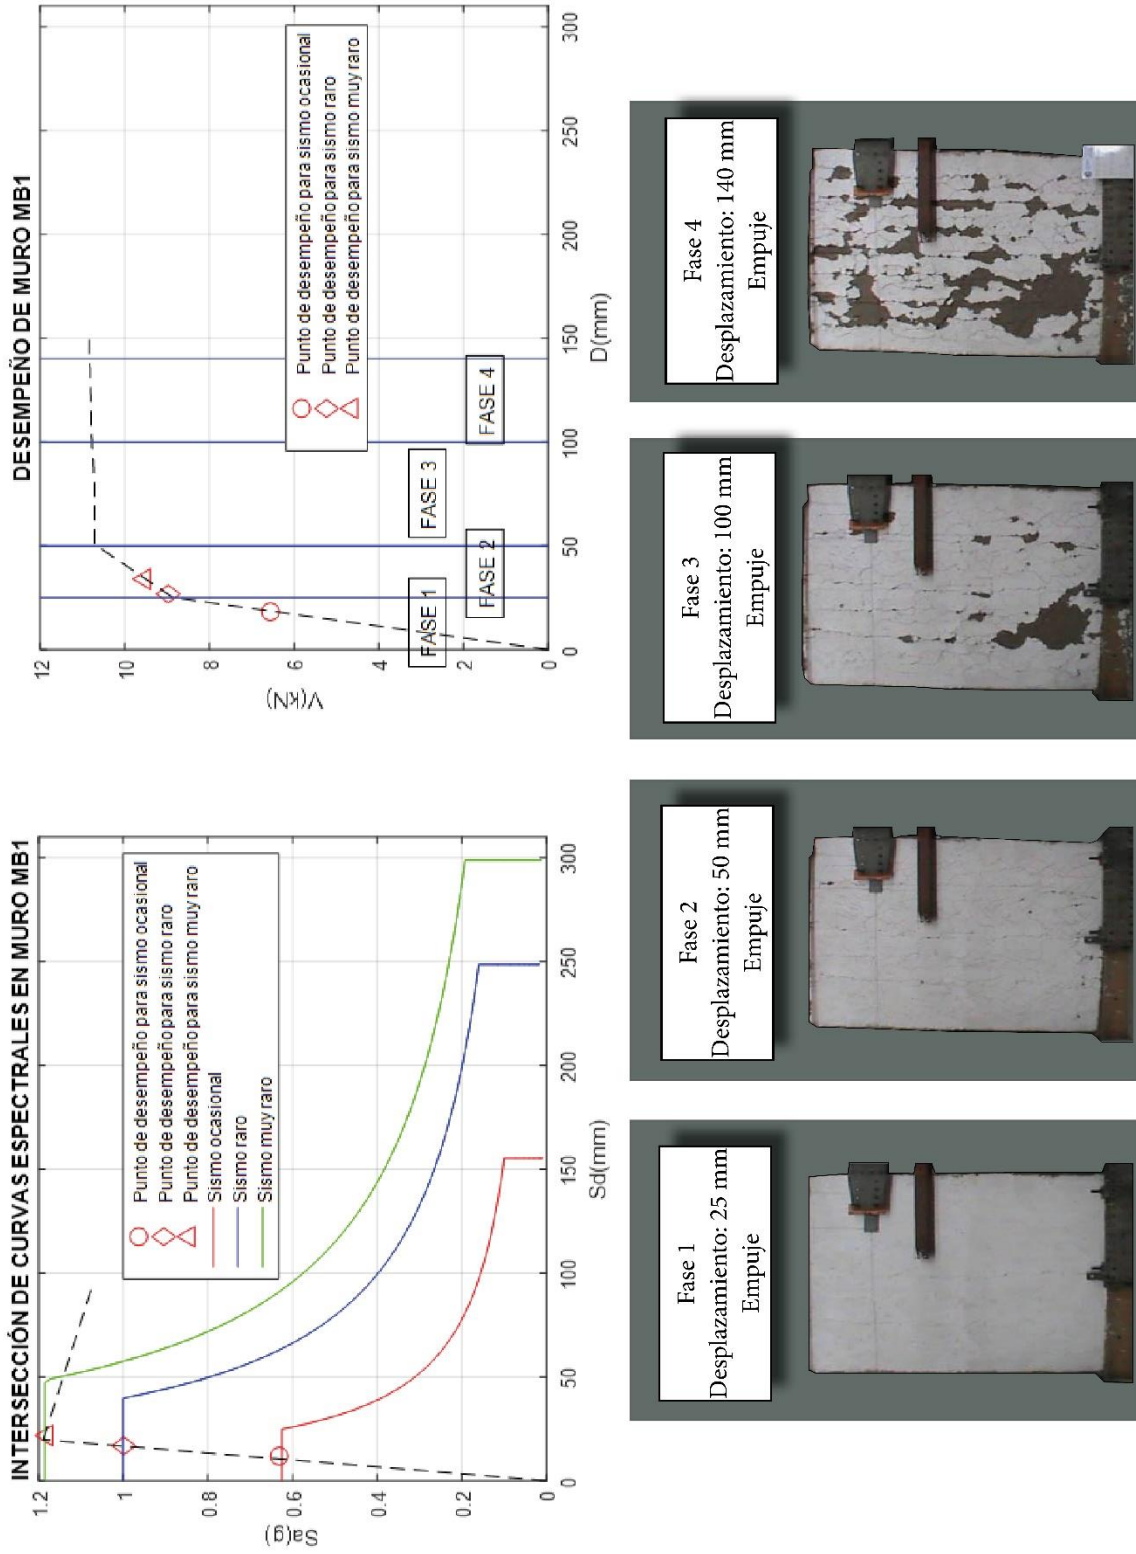 INTERSECCIÓN DE CURVAS ESPECTRALES EN MURO MB1
1.2
1
0.8
0.6
0.4
0.2
0
Sa(g)
0
50
100
150
200
250
300
Sd(mm)
Punto de desempeño para sismo ocasional
Punto de desempeño para sismo raro
Punto de desempeño para sismo muy raro
Sismo ocasional
Sismo raro
Sismo muy raro
DESEMPEÑO DE MURO MB1
12
10
8
6
4
2
0
V(kN)
0
50
100
150
200
250
300
D(mm)
Punto de desempeño para sismo ocasional
Punto de desempeño para sismo raro
Punto de desempeño para sismo muy raro
FASE 1
FASE 2
FASE 3
FASE 4
Fase 1
Desplazamiento: 25 mm
Empuje
Fase 2
Desplazamiento: 50 mm
Empuje
Fase 3
Desplazamiento: 100 mm
Empuje
Fase 4
Desplazamiento: 140 mm
Empuje